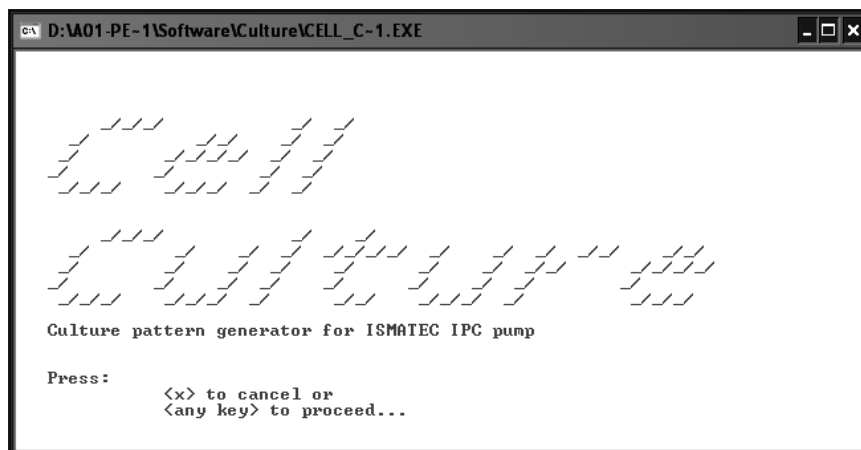 D:\A01-PE~1\Software\Culture\CELL_C~1.EXE
Cell
Culture
Culture pattern generator for ISMATEC IPC pump
Press:
<x> to cancel or
<any key> to proceed...